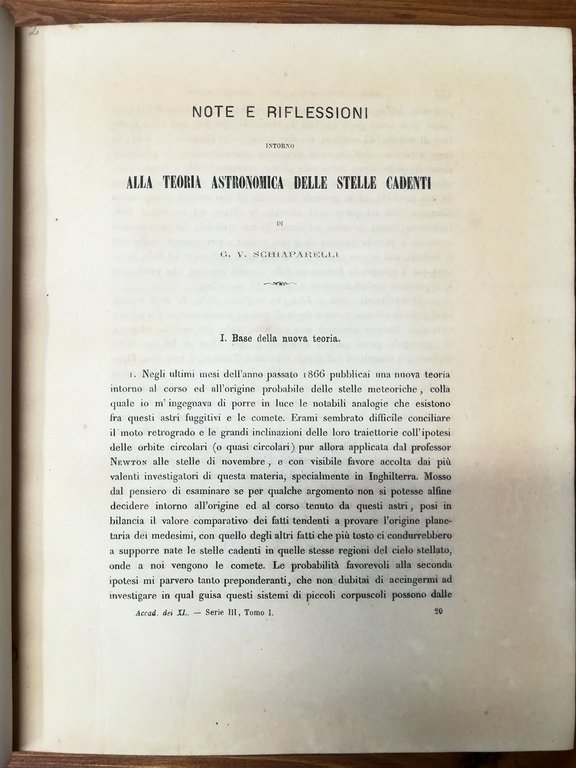 2
NOTE E RIFLESSIONI
INTORNO
ALLA TEORIA ASTRONOMICA DELLE STELLE CADENTI
DI
G. V. SCHIAPARELLI
I. Base della nuova teoria.
1. Negli ultimi mesi dell'anno passato 1866 pubblicai una nuova teoria
intorno al corso ed all'origine probabile delle stelle meteoriche, colla
quale io m'ingegnava di porre in luce le notabili analogie che esistono
fra questi astri fuggitivi e le comete. Erami sembrato difficile conciliare
il moto retrogrado e le grandi inclinazioni delle loro traiettorie coll'ipotesi
delle orbite circolari (o quasi circolari) pur allora applicata dal professor
NEWTON alle stelle di novembre, e con visibile favore accolta dai più
valenti investigatori di questa materia, specialmente in Inghilterra. Mosso
dal pensiero di esaminare se per qualche argomento non si potesse alfine
decidere intorno all'origine ed al corso tenuto da questi astri, posi in
bilancia il valore comparativo dei fatti tendenti a provare l'origine plane-
taria dei medesimi, con quello degli altri fatti che più tosto ci condurrebbero
a supporre nate le stelle cadenti in quelle stesse regioni del cielo stellato,
onde a noi vengono le comete. Le probabilità favorevoli alla seconda
ipotesi mi parvero tanto preponderanti, che non dubitai di accingermi ad
investigare in qual guisa questi sistemi di piccoli corpuscoli possono dalle
Accad. dei XL. — Serie III, Tomo I. 20